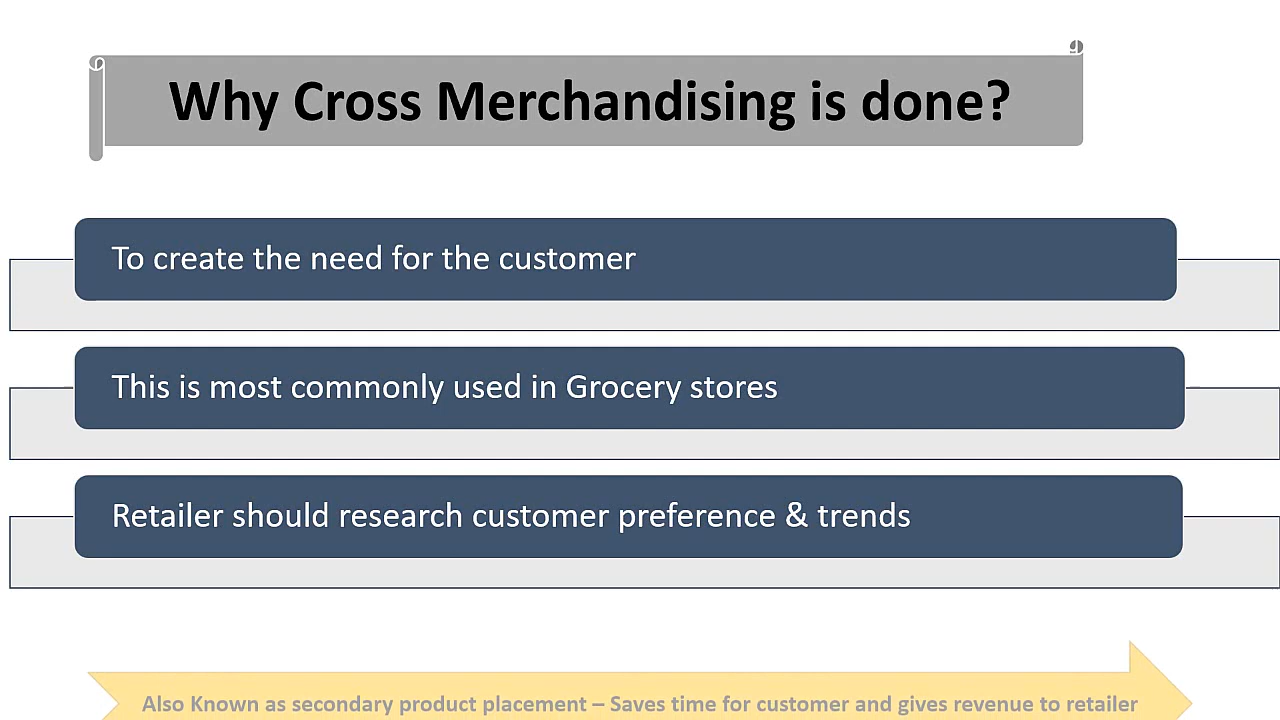 Why Cross Merchandising is done?
To create the need for the customer
This is most commonly used in Grocery stores
Retailer should research customer preference & trends
Also Known as secondary product placement – Saves time for customer and gives revenue to retailer